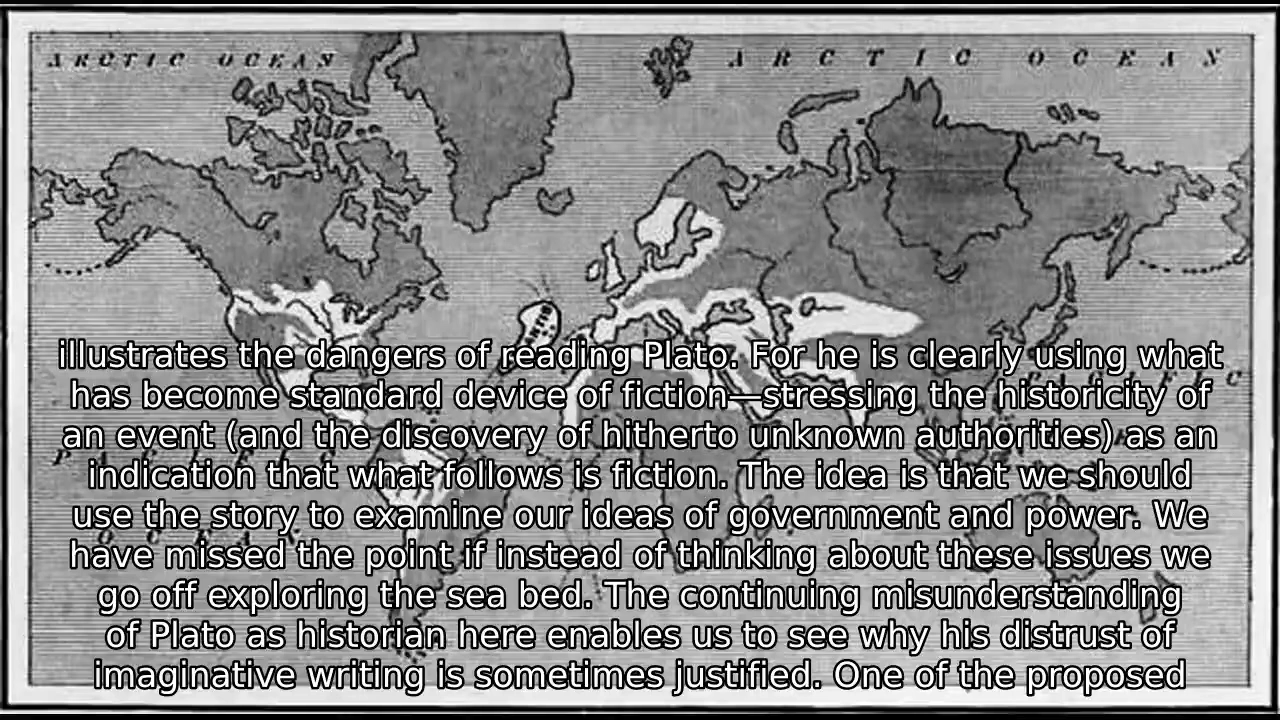 ARCTIC OCEAN
ARCTIC OCEAN
illustrates the dangers of reading Plato. For he is clearly using what
has become standard device of fiction—stressing the historicity of
an event (and the discovery of hitherto unknown authorities) as an
indication that what follows is fiction. The idea is that we should
use the story to examine our ideas of government and power. We
have missed the point if instead of thinking about these issues we
go off exploring the sea bed. The continuing misunderstanding
of Plato as historian here enables us to see why his distrust of
imaginative writing is sometimes justified. One of the proposed